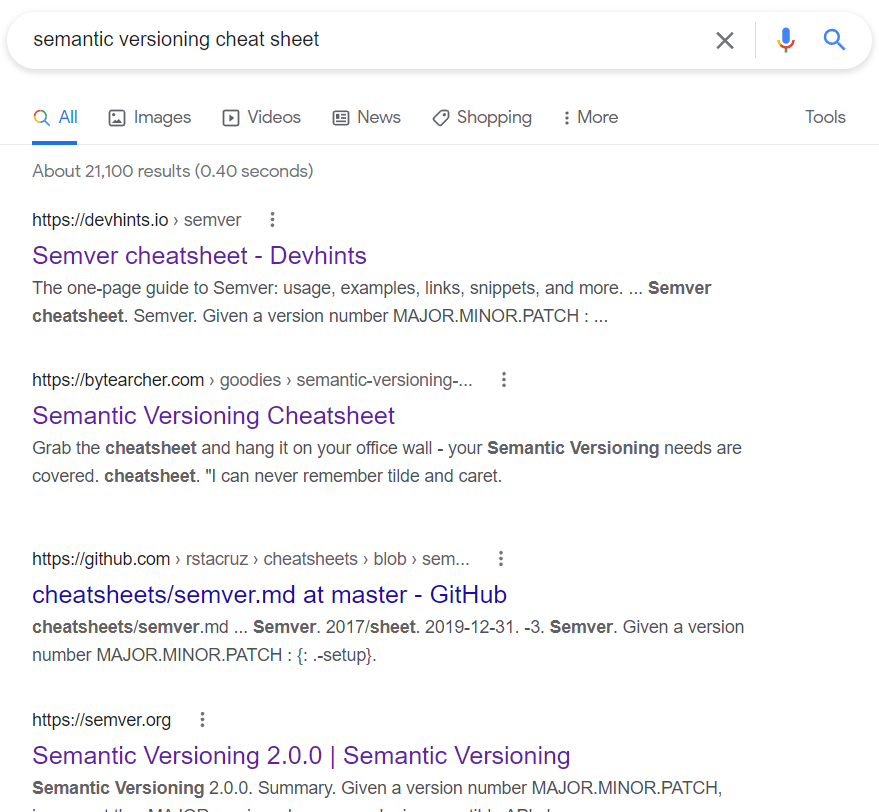 semantic versioning cheat sheet
All Images Videos News Shopping More Tools
About 21,100 results (0.40 seconds)
https://devhints.io › semver
Semver cheatsheet - Devhints
The one-page guide to Semver: usage, examples, links, snippets, and more. ... Semver
cheatsheet. Semver. Given a version number MAJOR.MINOR.PATCH : ...
https://bytearcher.com › goodies › semantic-versioning-...
Semantic Versioning Cheatsheet
Grab the cheatsheet and hang it on your office wall - your Semantic Versioning needs are
covered. cheatsheet. "I can never remember tilde and caret.
https://github.com › rstacruz › cheatsheets › blob › sem...
cheatsheets/semver.md at master - GitHub
cheatsheets/semver.md ... Semver. 2017/sheet. 2019-12-31. -3. Semver. Given a version
number MAJOR.MINOR.PATCH : {: .-setup}.
https://semver.org
Semantic Versioning 2.0.0 | Semantic Versioning
Semantic Versioning 2.0.0. Summary. Given a version number MAJOR.MINOR.PATCH,